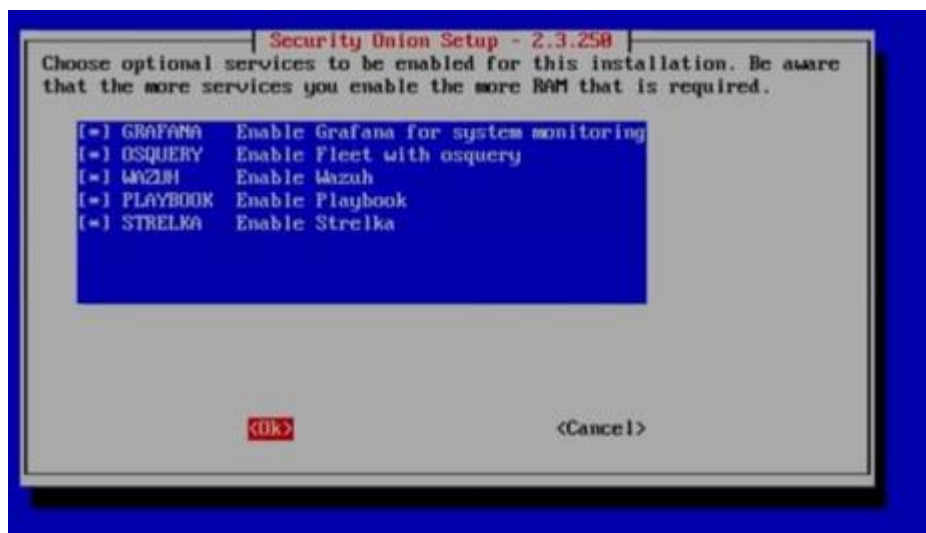 Security Onion Setup - 2.3.250
Choose optional services to be enabled for this installation. Be aware
that the more services you enable the more RAM that is required.
[*] GRAFANA Enable Grafana for system monitoring
[*] OSQUERY Enable Fleet with osquery
[*] WAZUH Enable Wazuh
[*] PLAYBOOK Enable Playbook
[*] STRELKA Enable Strelka
<Ok> <Cancel>